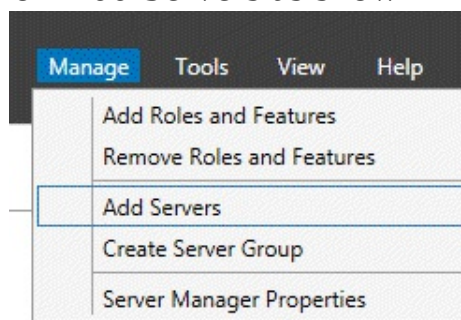 Manage Tools View Help
Add Roles and Features
Remove Roles and Features
Add Servers
Create Server Group
Server Manager Properties